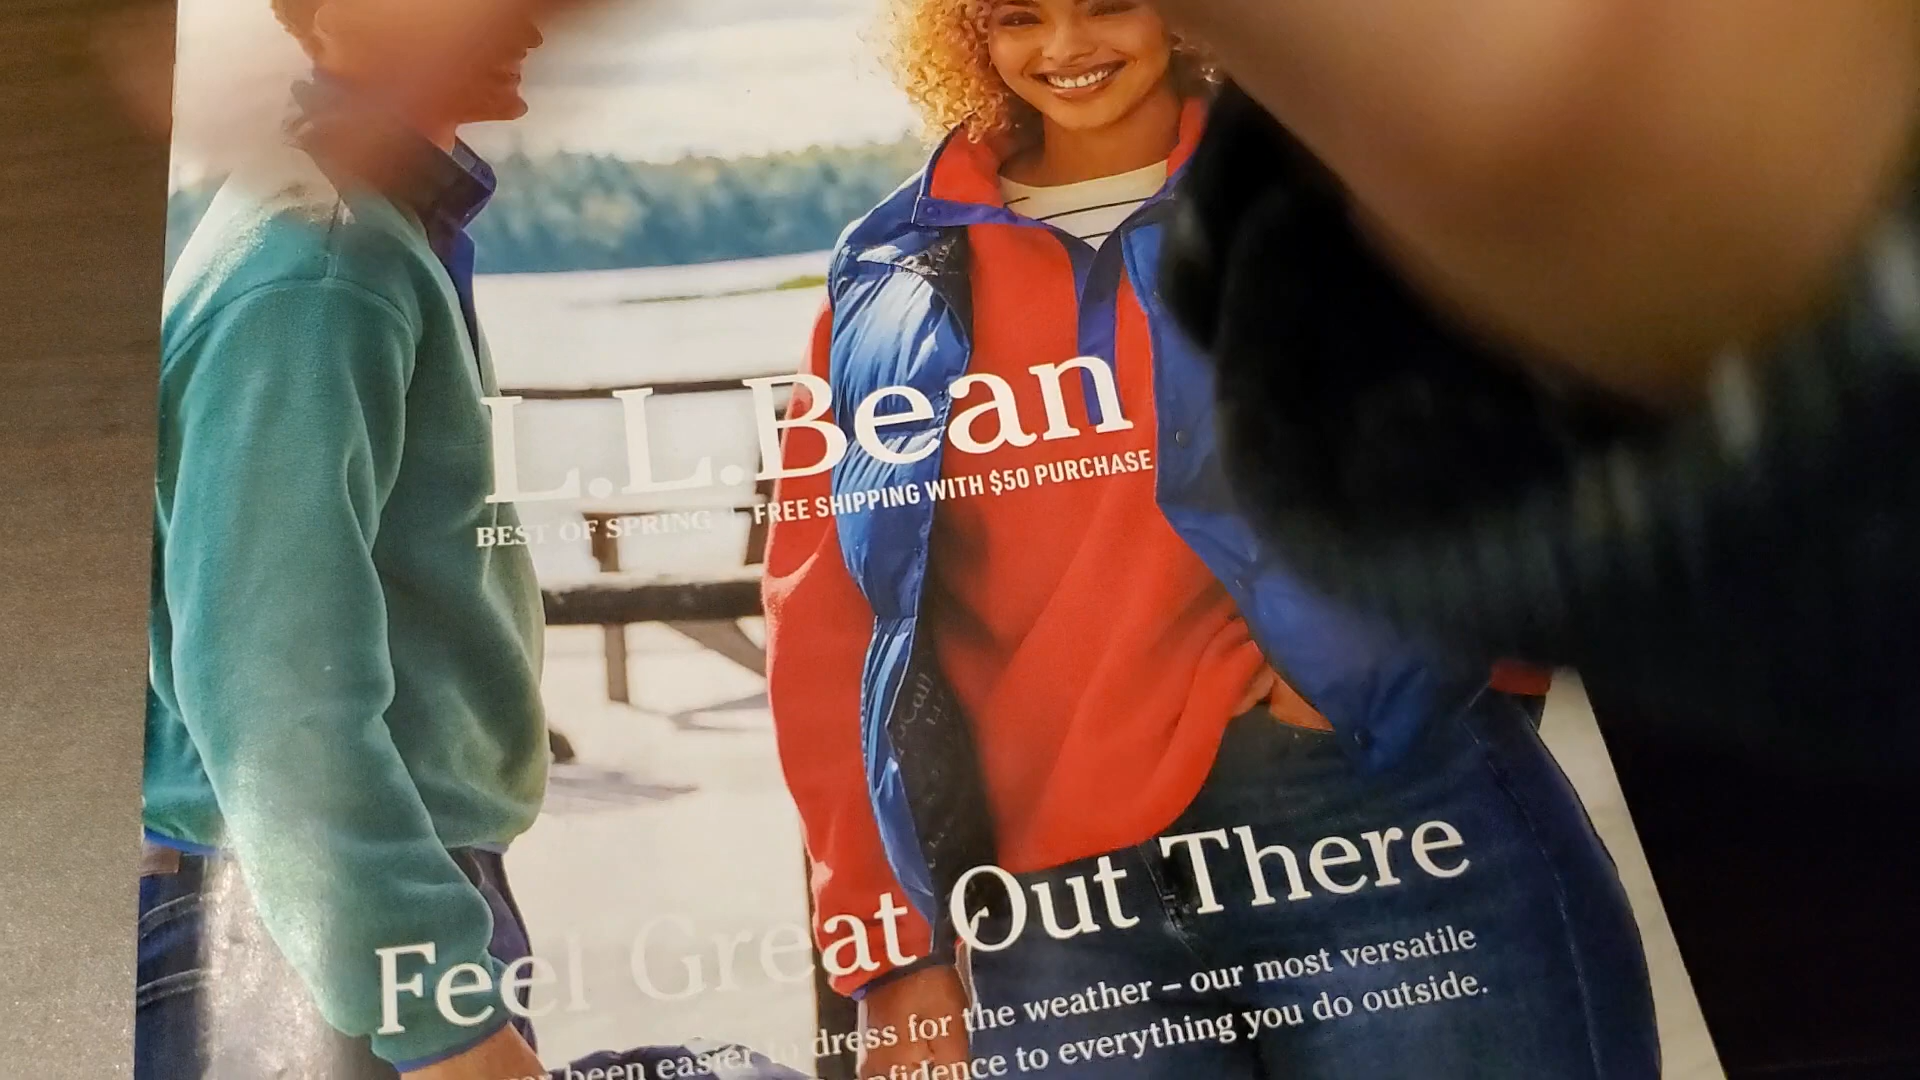 L.L.Bean
BEST OF SPRING | FREE SHIPPING WITH $50 PURCHASE
Feel Great Out There
been easier to dress for the weather – our most versatile
confidence to everything you do outside.